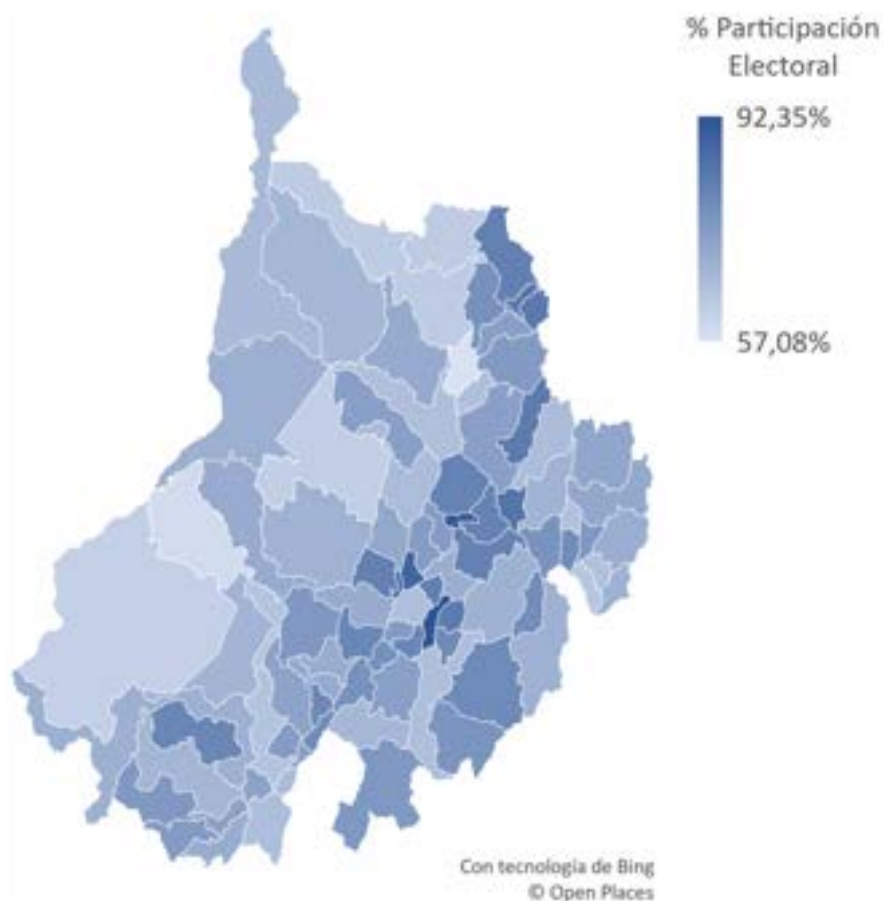 % Participación
Electoral
92,35%
57,08%
Con tecnología de Bing
© Open Places